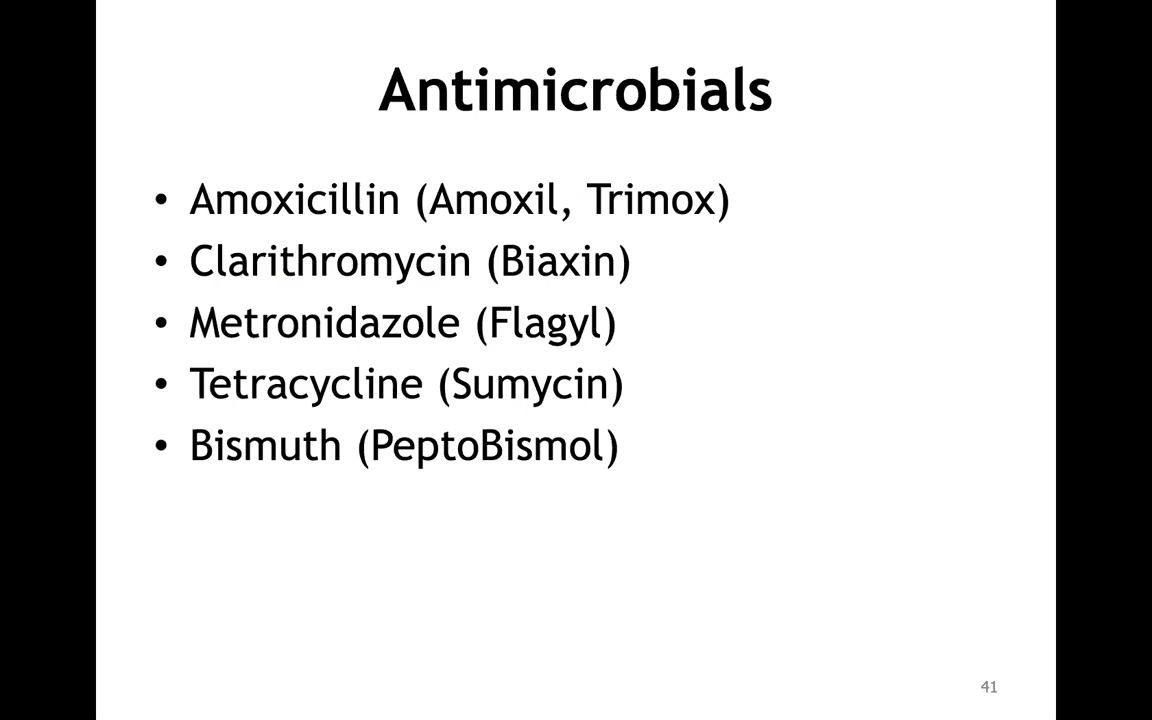 Antimicrobials
• Amoxicillin (Amoxil, Trimox)
• Clarithromycin (Biaxin)
• Metronidazole (Flagyl)
• Tetracycline (Sumycin)
• Bismuth (PeptoBismol)
41